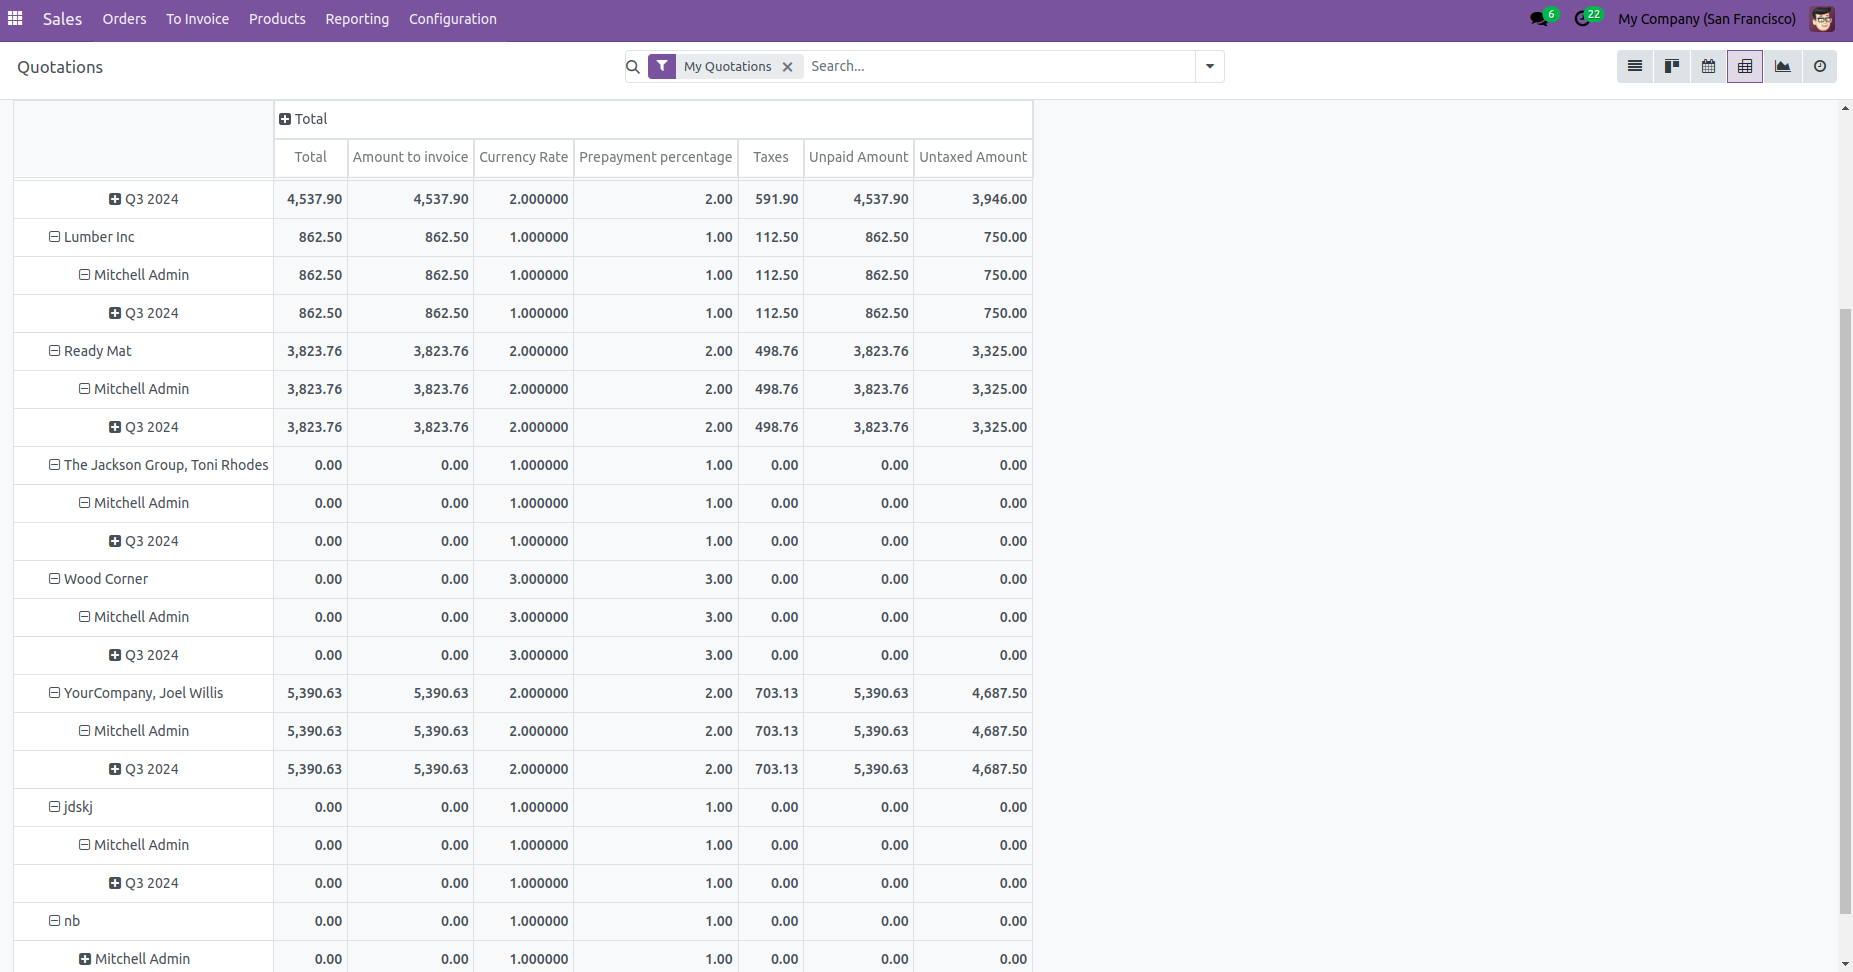 Sales Orders To Invoice Products Reporting Configuration 6 22 My Company (San Francisco)
Quotations My Quotations Search...
Total
Total Amount to invoice Currency Rate Prepayment percentage Taxes Unpaid Amount Untaxed Amount
Q3 2024 4,537.90 4,537.90 2.000000 2.00 591.90 4,537.90 3,946.00
Lumber Inc 862.50 862.50 1.000000 1.00 112.50 862.50 750.00
Mitchell Admin 862.50 862.50 1.000000 1.00 112.50 862.50 750.00
Q3 2024 862.50 862.50 1.000000 1.00 112.50 862.50 750.00
Ready Mat 3,823.76 3,823.76 2.000000 2.00 498.76 3,823.76 3,325.00
Mitchell Admin 3,823.76 3,823.76 2.000000 2.00 498.76 3,823.76 3,325.00
Q3 2024 3,823.76 3,823.76 2.000000 2.00 498.76 3,823.76 3,325.00
The Jackson Group, Toni Rhodes 0.00 0.00 1.000000 1.00 0.00 0.00 0.00
Mitchell Admin 0.00 0.00 1.000000 1.00 0.00 0.00 0.00
Q3 2024 0.00 0.00 1.000000 1.00 0.00 0.00 0.00
Wood Corner 0.00 0.00 3.000000 3.00 0.00 0.00 0.00
Mitchell Admin 0.00 0.00 3.000000 3.00 0.00 0.00 0.00
Q3 2024 0.00 0.00 3.000000 3.00 0.00 0.00 0.00
YourCompany, Joel Willis 5,390.63 5,390.63 2.000000 2.00 703.13 5,390.63 4,687.50
Mitchell Admin 5,390.63 5,390.63 2.000000 2.00 703.13 5,390.63 4,687.50
Q3 2024 5,390.63 5,390.63 2.000000 2.00 703.13 5,390.63 4,687.50
jdskj 0.00 0.00 1.000000 1.00 0.00 0.00 0.00
Mitchell Admin 0.00 0.00 1.000000 1.00 0.00 0.00 0.00
Q3 2024 0.00 0.00 1.000000 1.00 0.00 0.00 0.00
nb 0.00 0.00 1.000000 1.00 0.00 0.00 0.00
Mitchell Admin 0.00 0.00 1.000000 1.00 0.00 0.00 0.00